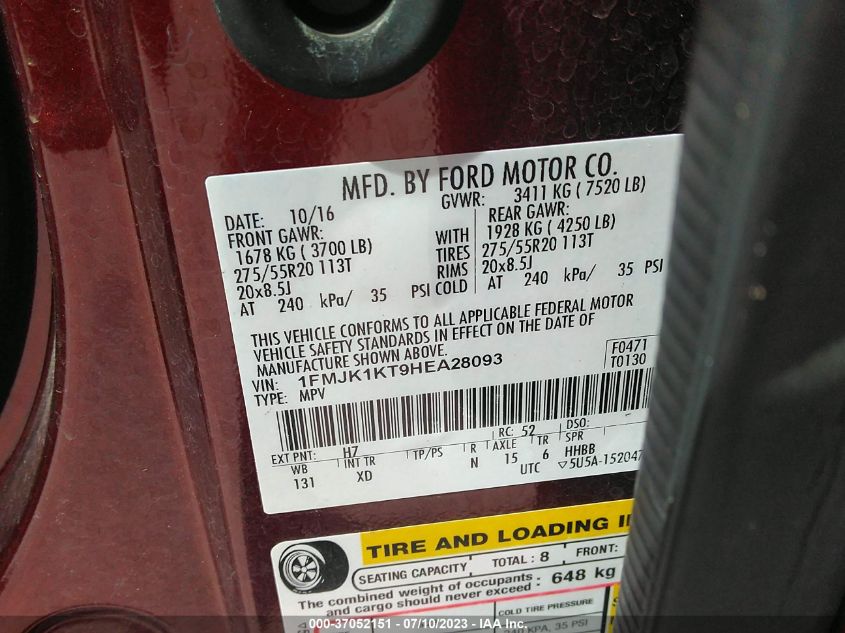 MFD. BY FORD MOTOR CO.
DATE: 10/16 GVWR: 3411 KG ( 7520 LB)
FRONT GAWR: REAR GAWR:
1678 KG ( 3700 LB) WITH 1928 KG ( 4250 LB)
275/55R20 113T TIRES 275/55R20 113T
20x8.5J RIMS 20x8.5J
AT 240 kPa/ 35 PSI COLD AT 240 kPa/ 35 PSI
THIS VEHICLE CONFORMS TO ALL APPLICABLE FEDERAL MOTOR
VEHICLE SAFETY STANDARDS IN EFFECT ON THE DATE OF
MANUFACTURE SHOWN ABOVE.
VIN: 1FMJK1KT9HEA28093 F0471
TYPE: MPV T0130
EXT PNT: H7 RC: 52 DSO:
WB INT TR TP/PS R AXLE TR SPR
131 XD N 15 6 HHBB
UTC ▽5U5A-152047
TIRE AND LOADING
SEATING CAPACITY TOTAL : 8 FRONT:
The combined weight of occupants and cargo should never exceed : 648 kg
COLD TIRE PRESSURE
240 KPA, 35 PSI
000-37052151 - 07/10/2023 - IAA Inc.